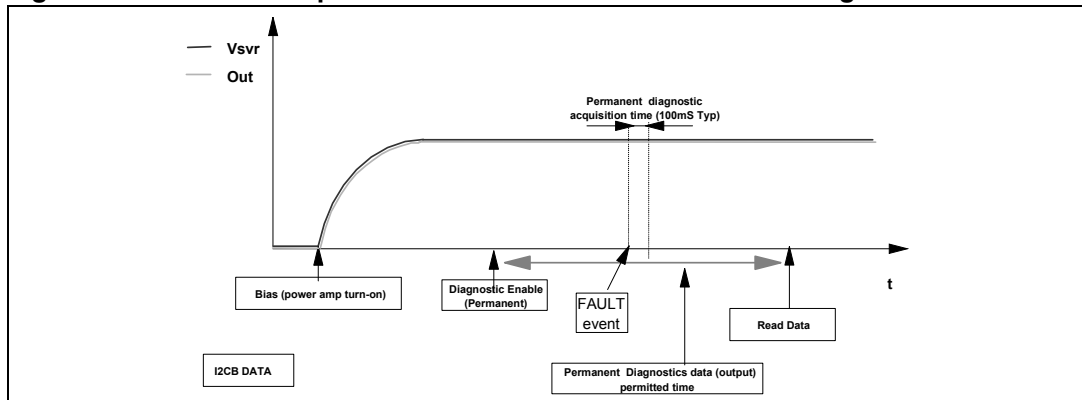 Vsvr
Out
Permanent diagnostic
acquisition time (100mS Typ)
t
Bias (power amp turn-on)
Diagnostic Enable
(Permanent)
FAULT
event
Read Data
I2CB DATA
Permanent Diagnostics data (output)
permitted time